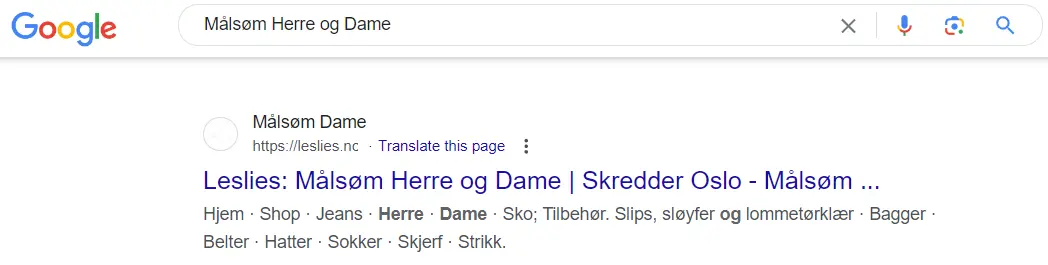 Google
Målsøm Herre og Dame
Målsøm Dame
https://leslies.nc · Translate this page
Leslies: Målsøm Herre og Dame | Skredder Oslo - Målsøm ...
Hjem · Shop · Jeans · Herre · Dame · Sko; Tilbehør. Slips, sløyfer og lommetørklær · Bagger ·
Belter · Hatter · Sokker · Skjerf · Strikk.